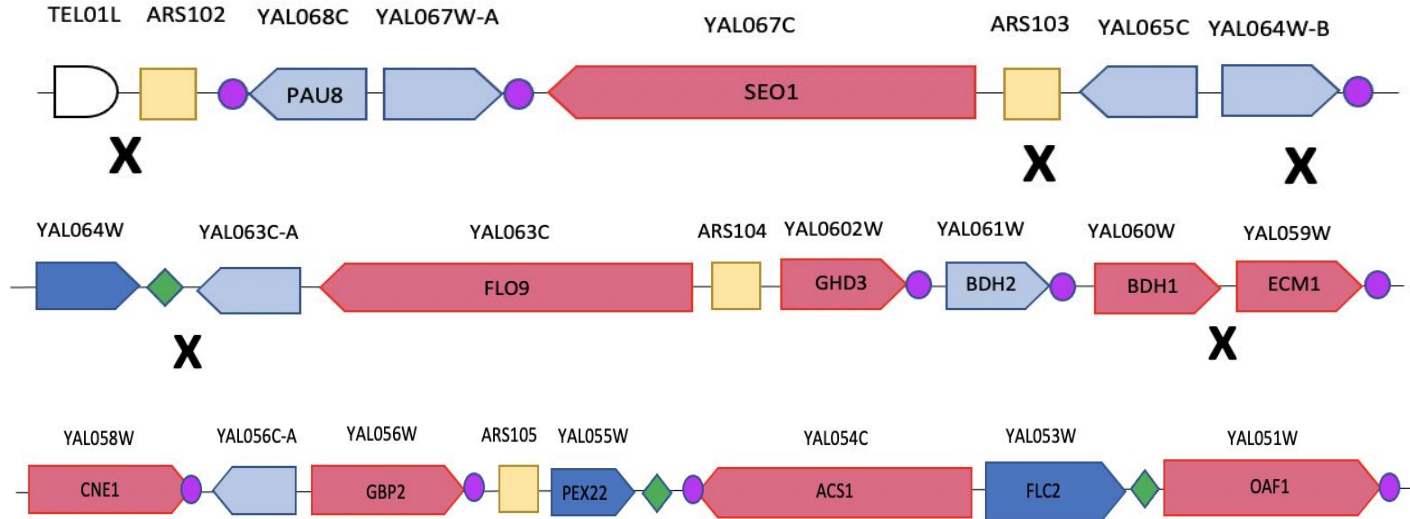 TEL01L ARS102 YAL068C YAL067W-A YAL067C ARS103 YAL065C YAL064W-B
PAU8 SEO1
X X X
YAL064W YAL063C-A YAL063C ARS104 YAL0602W YAL061W YAL060W YAL059W
FLO9 GHD3 BDH2 BDH1 ECM1
X X
YAL058W YAL056C-A YAL056W ARS105 YAL055W YAL054C YAL053W YAL051W
CNE1 GBP2 PEX22 ACS1 FLC2 OAF1